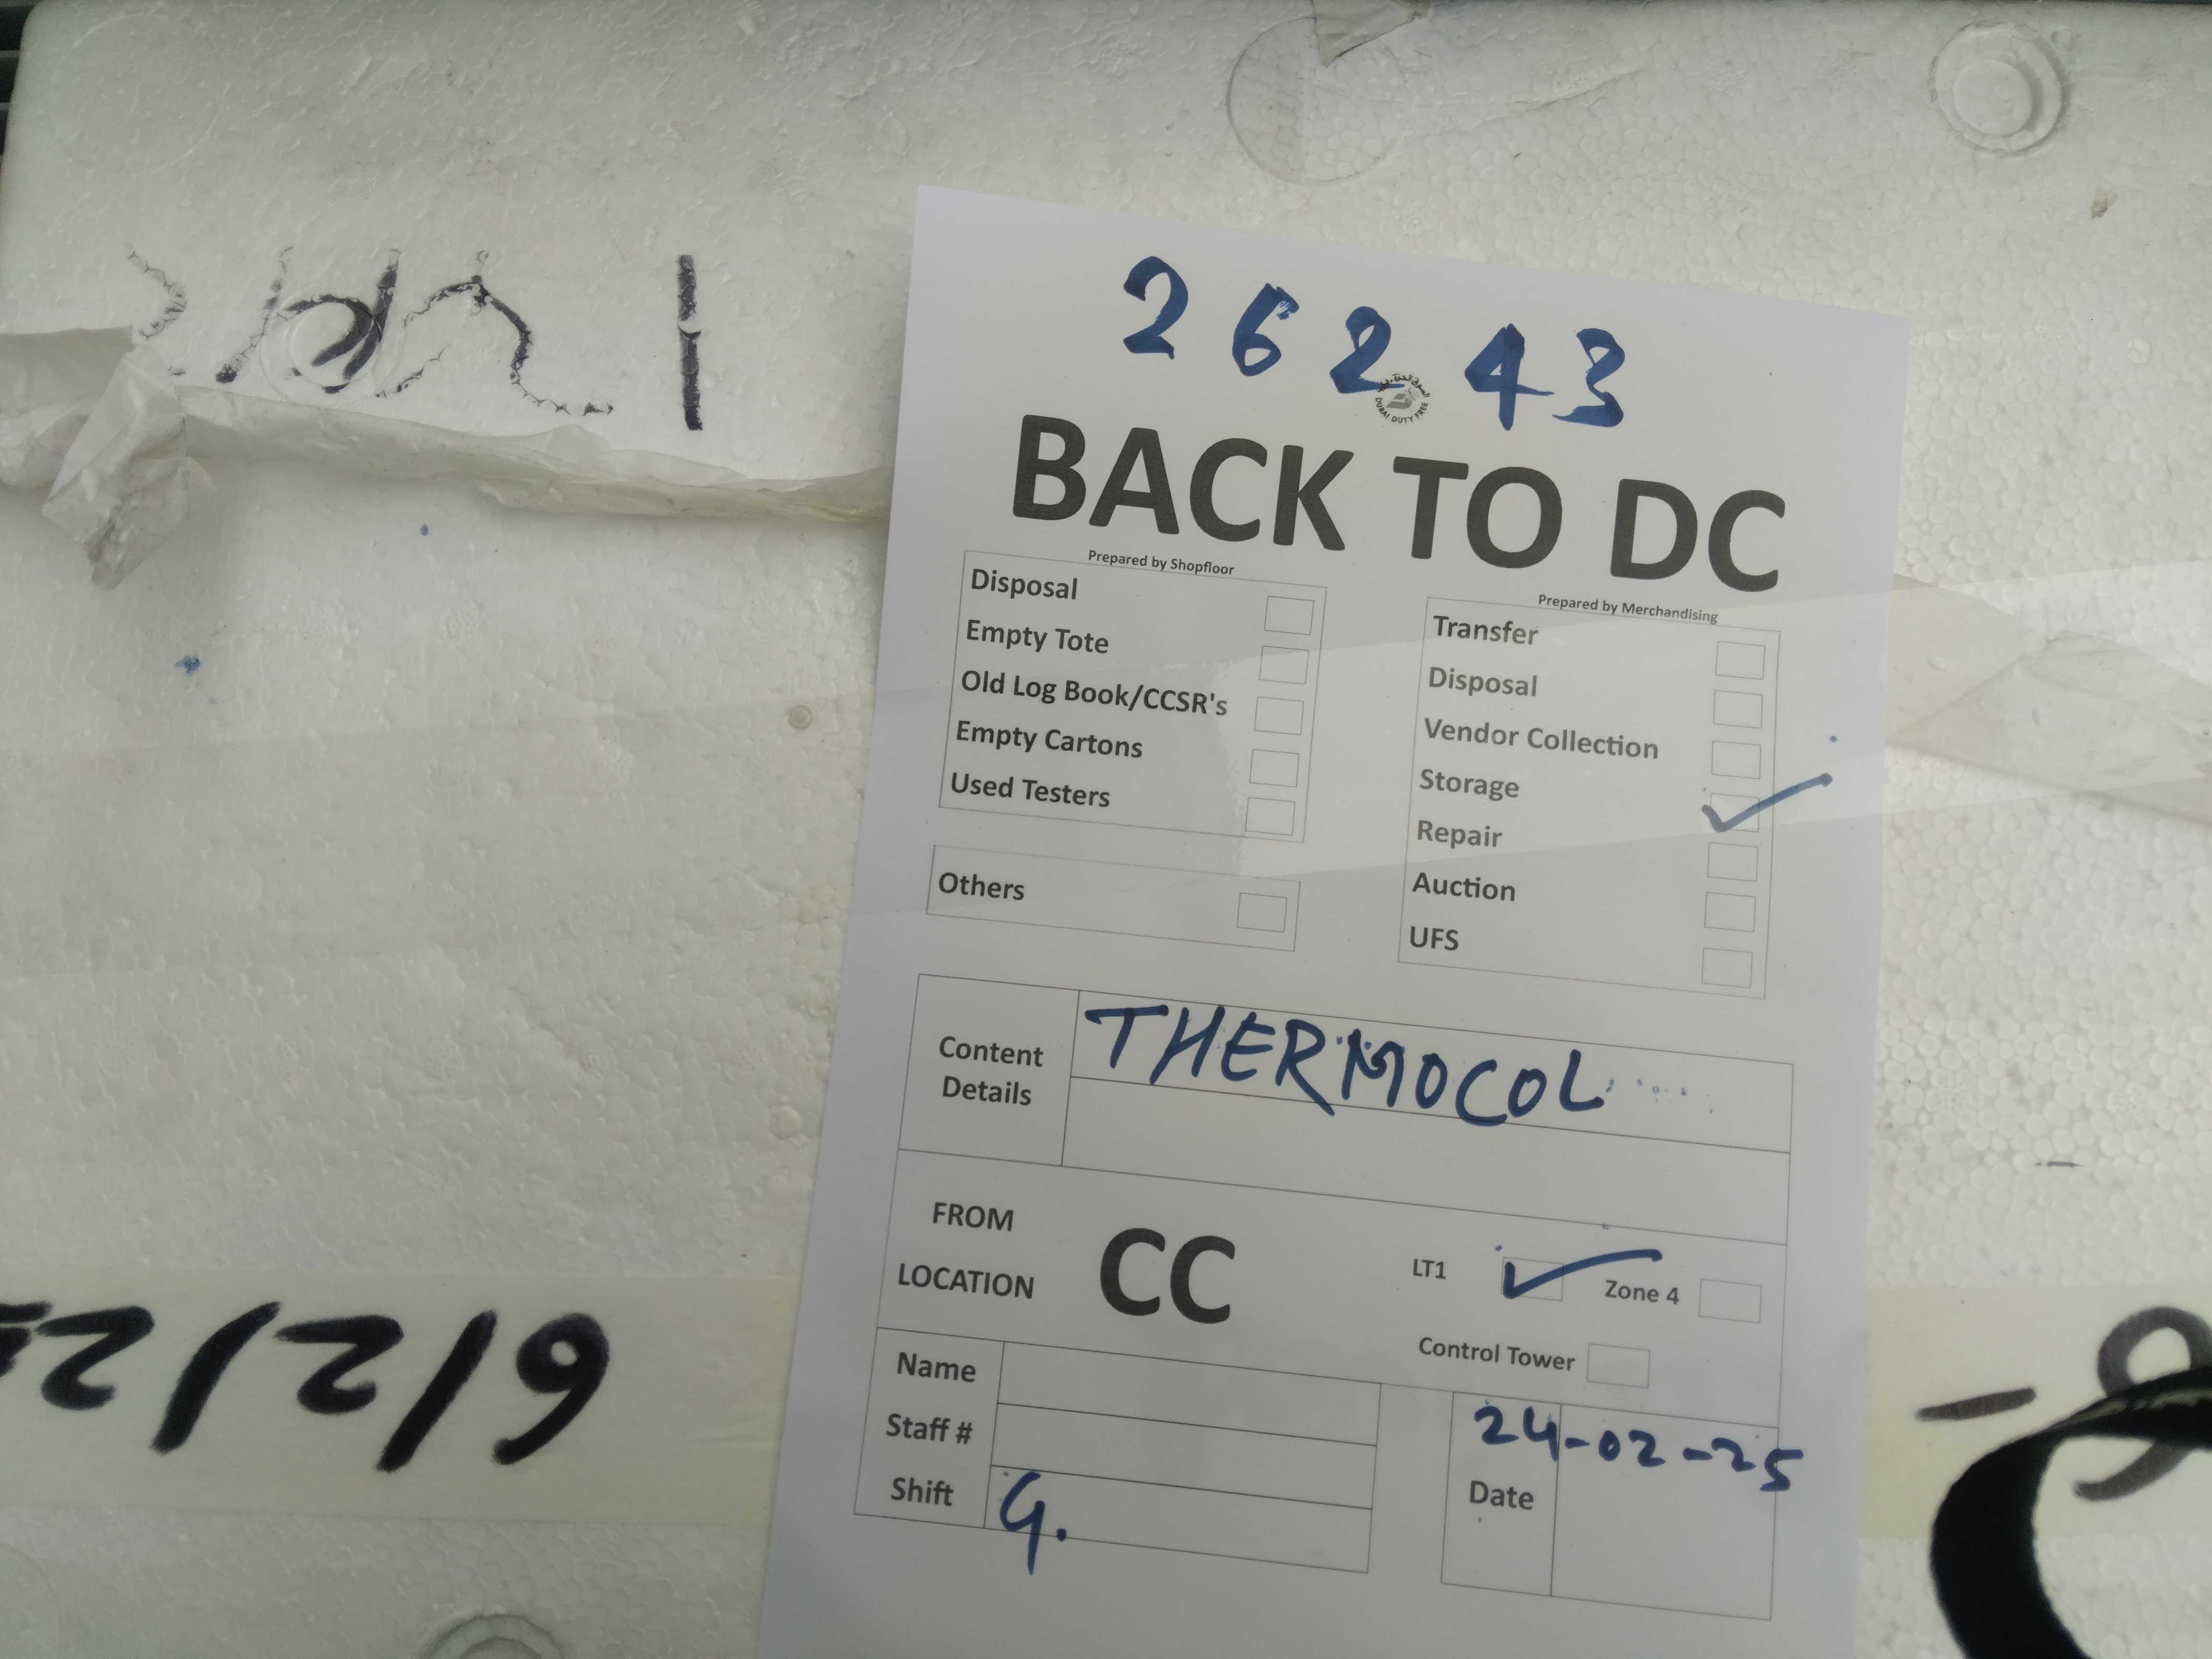 26243
DUBAI DUTY FREE
BACK TO DC
Prepared by Shopfloor
Disposal
Empty Tote
Old Log Book/CCSR's
Empty Cartons
Used Testers
Others
Prepared by Merchandising
Transfer
Disposal
Vendor Collection
Storage
Repair
Auction
UFS
Content Details
THERMOCOL
FROM LOCATION
CC
LT1
Zone 4
Control Tower
Name
Staff #
Shift
G.
Date
24-02-25